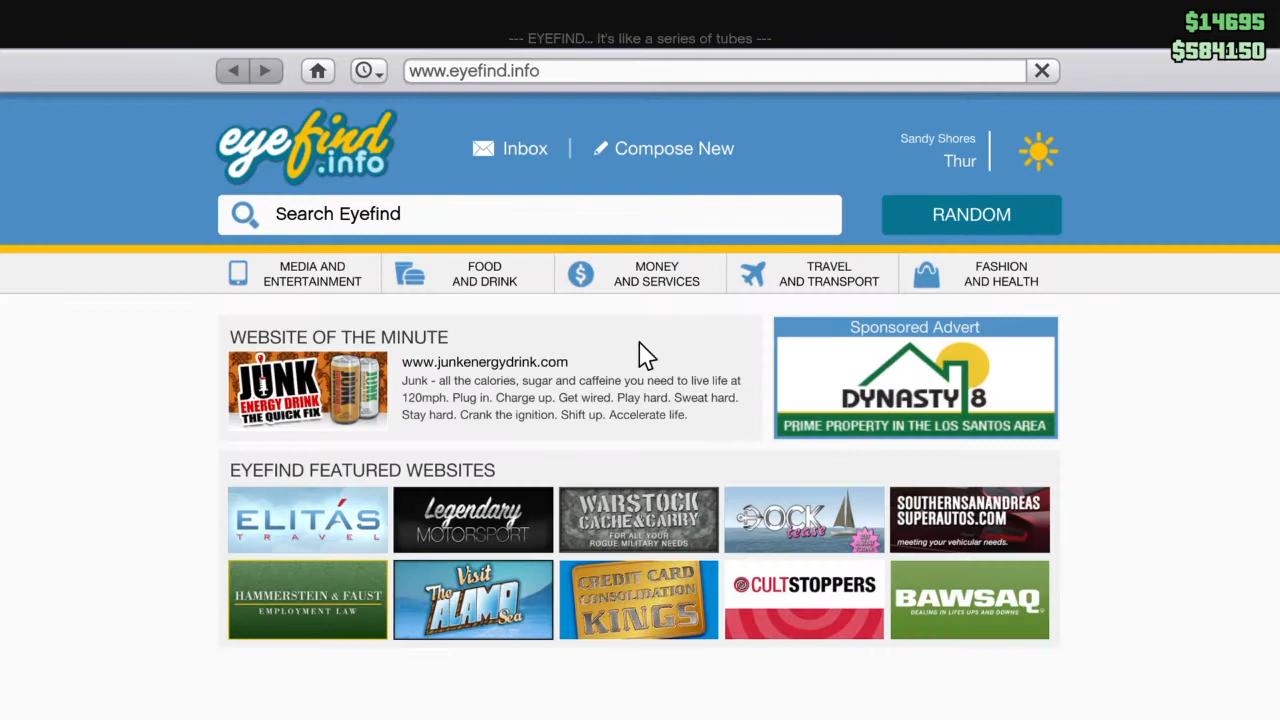 $14695
--- EYEFIND... It's like a series of tubes ---
$584150
www.eyefind.info
eyefind
.info
Inbox
Compose New
Sandy Shores
Thur
Search Eyefind
RANDOM
MEDIA AND
ENTERTAINMENT
FOOD
AND DRINK
MONEY
AND SERVICES
TRAVEL
AND TRANSPORT
FASHION
AND HEALTH
WEBSITE OF THE MINUTE
JUNK
ENERGY DRINK
THE QUICK FIX
JUNK
JUNK
www.junkenergydrink.com
Junk - all the calories, sugar and caffeine you need to live life at
120mph. Plug in. Charge up. Get wired. Play hard. Sweat hard.
Stay hard. Crank the ignition. Shift up. Accelerate life.
Sponsored Advert
DYNASTY 8
PRIME PROPERTY IN THE LOS SANTOS AREA
EYEFIND FEATURED WEBSITES
ELITÁS
TRAVEL
Legendary
MOTORSPORT
WARSTOCK
CACHE & CARRY
FOR ALL YOUR
ROGUE MILITARY NEEDS
DOCK
tease
SOUTHERNSANANDREAS
SUPERAUTOS.COM
meeting your vehicular needs.
HAMMERSTEIN & FAUST
EMPLOYMENT LAW
Visit
The
ALAMO
Sea
CREDIT CARD
CONSOLIDATION
KINGS
CULTSTOPPERS
BAWSAQ
DEALING IN LIFE'S UPS AND DOWNS